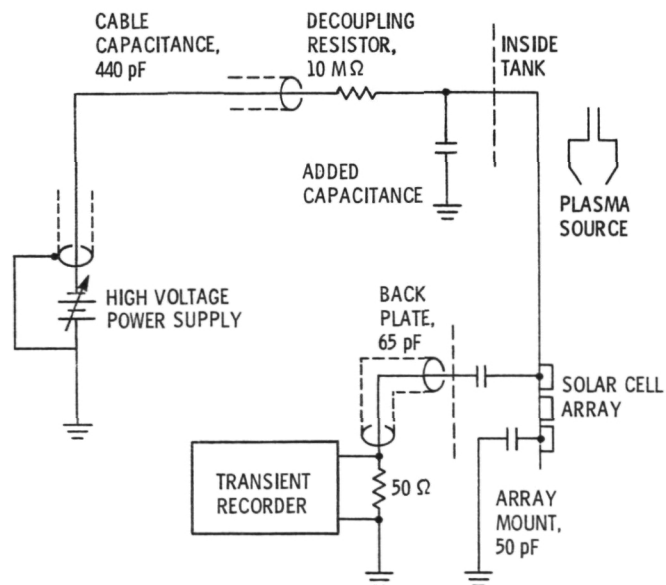 CABLE
CAPACITANCE,
440 pF
DECOUPLING
RESISTOR,
10 MΩ
INSIDE
TANK
ADDED
CAPACITANCE
PLASMA
SOURCE
HIGH VOLTAGE
POWER SUPPLY
BACK
PLATE,
65 pF
SOLAR CELL
ARRAY
TRANSIENT
RECORDER
50 Ω
ARRAY
MOUNT,
50 pF